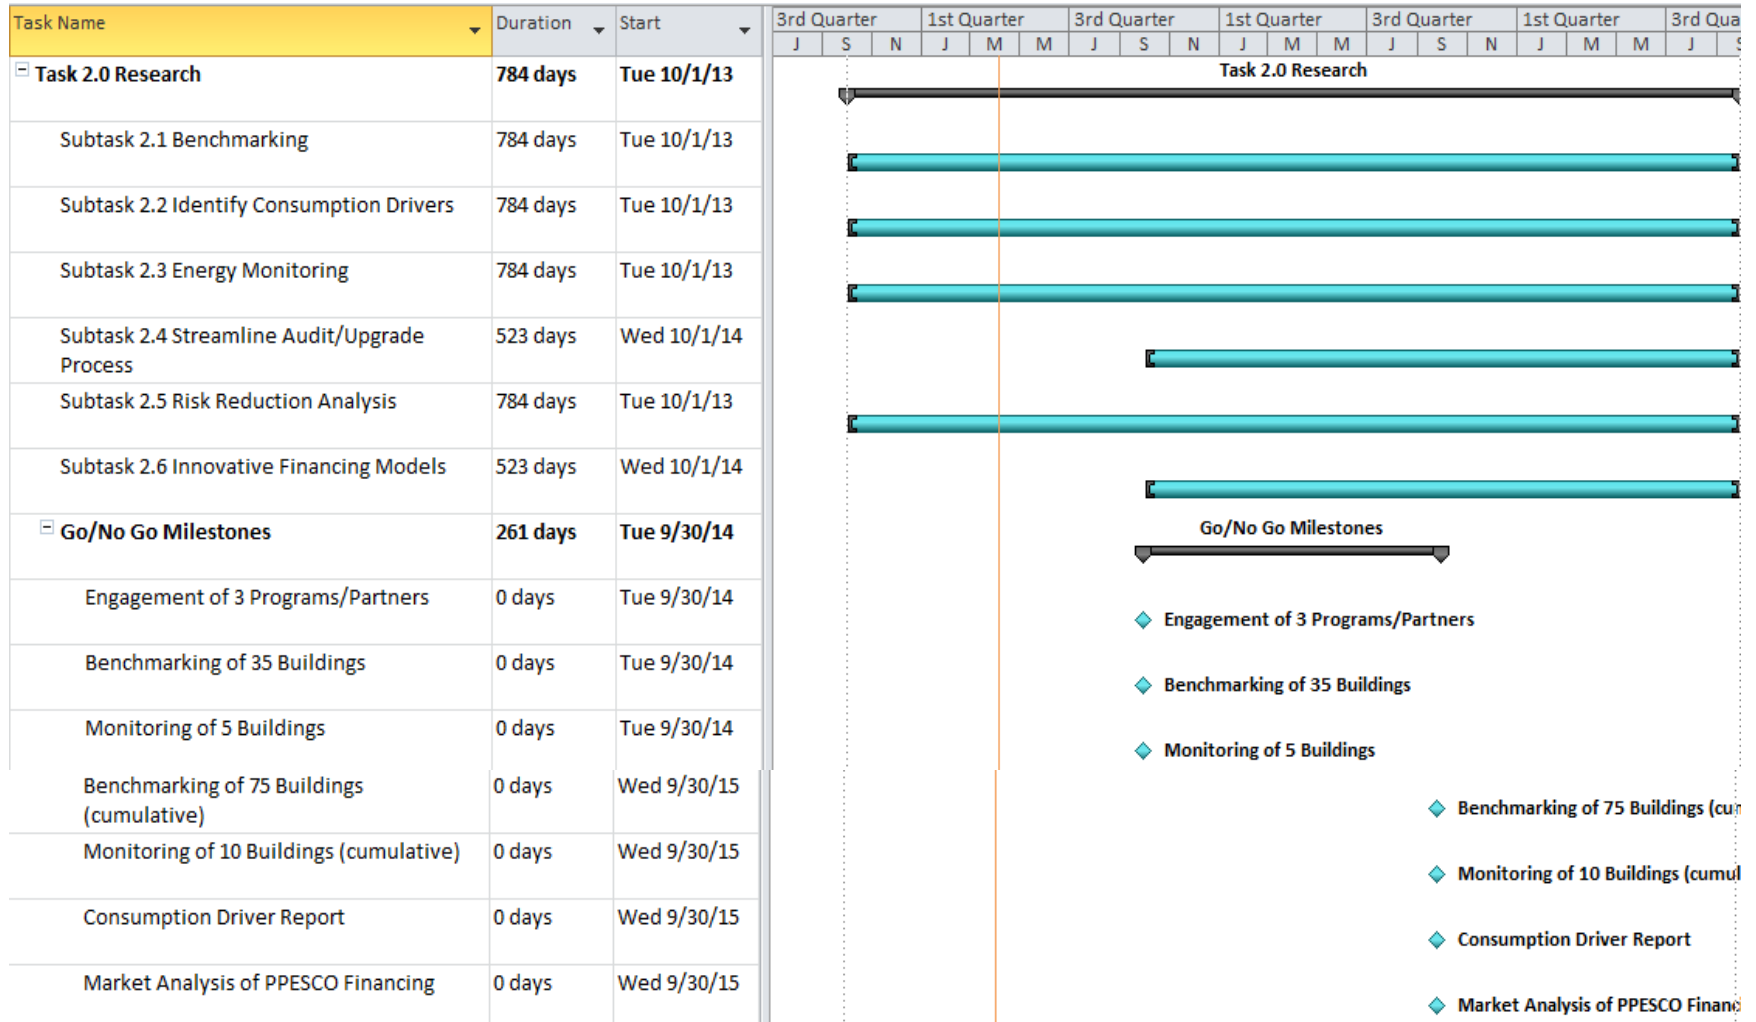 Task Name Duration Start 3rd Quarter 1st Quarter 3rd Quarter 1st Quarter 3rd Quarter 1st Quarter 3rd Qua
J S N J M M J S N J M M J S N J M M J S
Task 2.0 Research 784 days Tue 10/1/13 Task 2.0 Research
Subtask 2.1 Benchmarking 784 days Tue 10/1/13
Subtask 2.2 Identify Consumption Drivers 784 days Tue 10/1/13
Subtask 2.3 Energy Monitoring 784 days Tue 10/1/13
Subtask 2.4 Streamline Audit/Upgrade 523 days Wed 10/1/14
Process
Subtask 2.5 Risk Reduction Analysis 784 days Tue 10/1/13
Subtask 2.6 Innovative Financing Models 523 days Wed 10/1/14
Go/No Go Milestones 261 days Tue 9/30/14 Go/No Go Milestones
Engagement of 3 Programs/Partners 0 days Tue 9/30/14 Engagement of 3 Programs/Partners
Benchmarking of 35 Buildings 0 days Tue 9/30/14 Benchmarking of 35 Buildings
Monitoring of 5 Buildings 0 days Tue 9/30/14 Monitoring of 5 Buildings
Benchmarking of 75 Buildings 0 days Wed 9/30/15 Benchmarking of 75 Buildings (cum
(cumulative)
Monitoring of 10 Buildings (cumulative) 0 days Wed 9/30/15 Monitoring of 10 Buildings (cumul
Consumption Driver Report 0 days Wed 9/30/15 Consumption Driver Report
Market Analysis of PPESCO Financing 0 days Wed 9/30/15 Market Analysis of PPESCO Financ